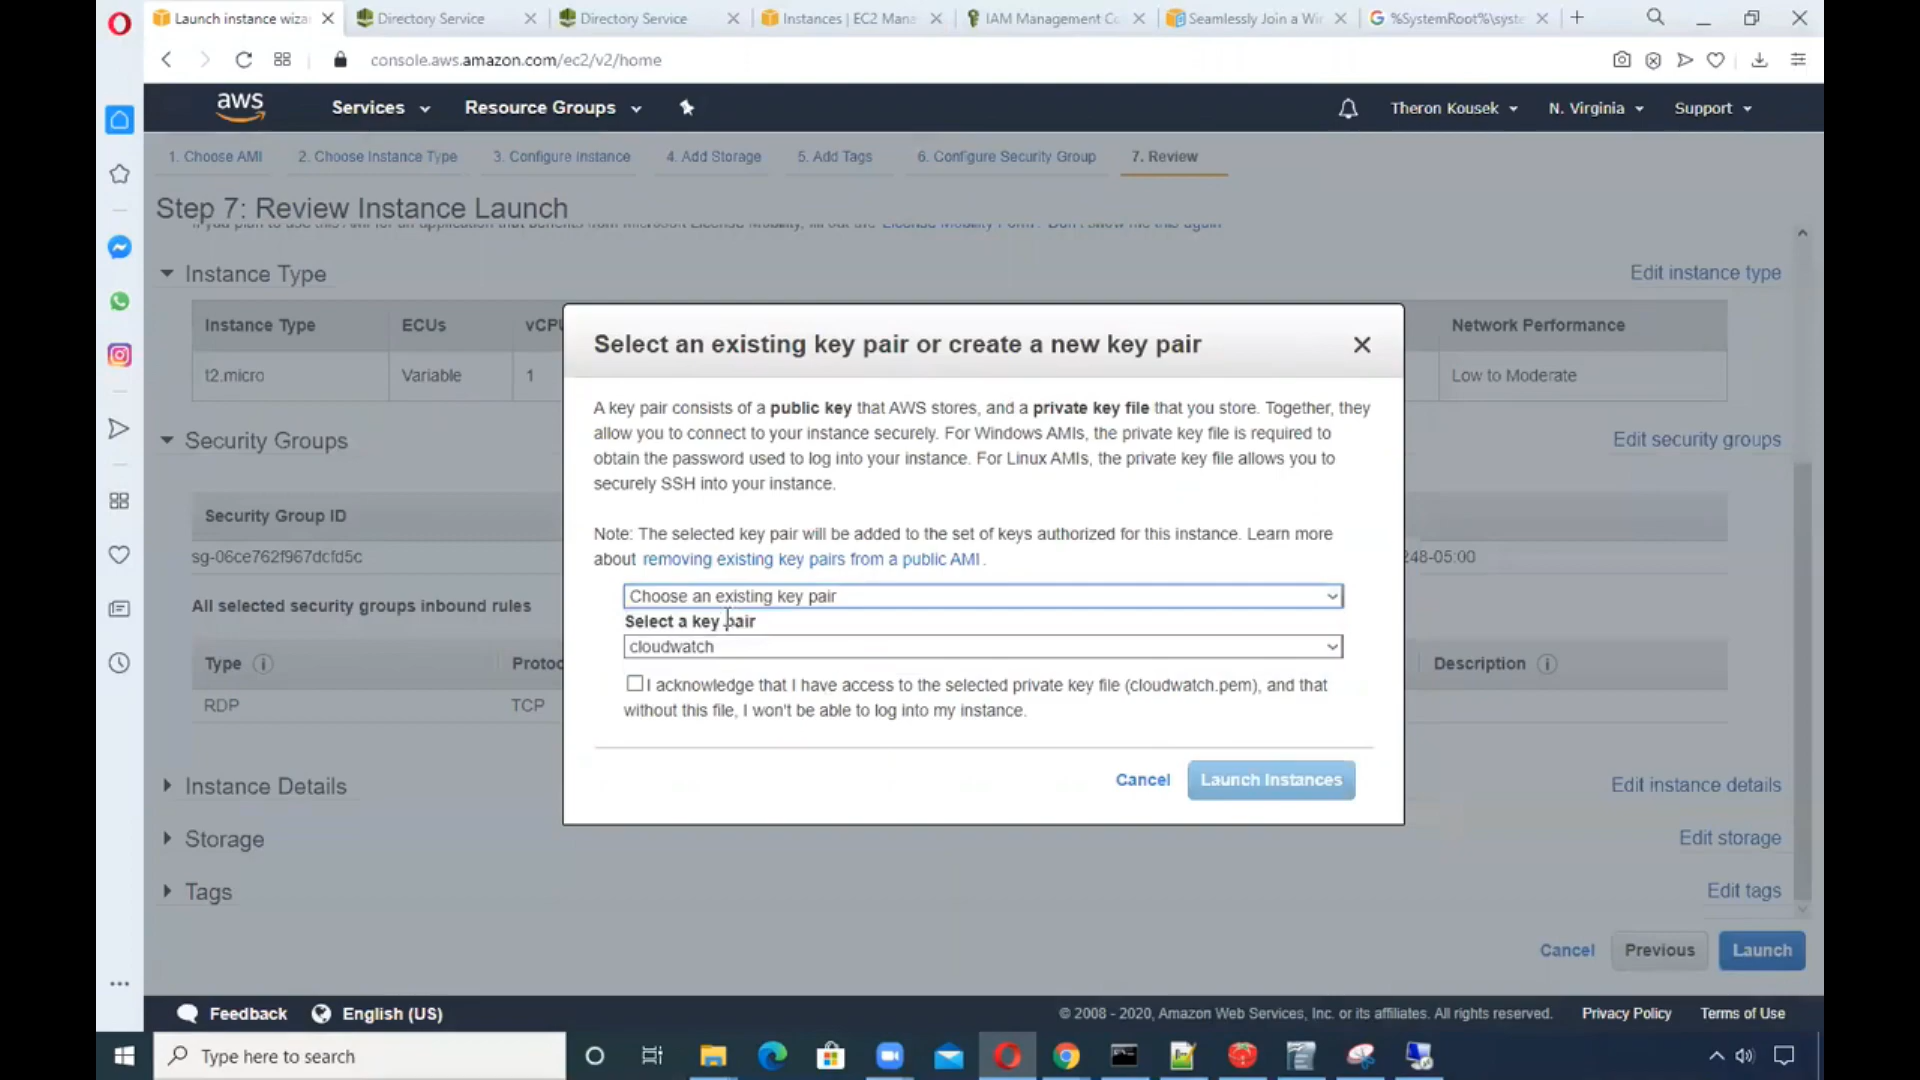 Launch instance wiza
Directory Service
Directory Service
Instances | EC2 Mana
IAM Management Co
Seamlessly Join a Wir
%SystemRoot%\syste
console.aws.amazon.com/ec2/v2/home
aws
Services
Resource Groups
Theron Kousek
N. Virginia
Support
1. Choose AMI
2. Choose Instance Type
3. Configure Instance
4. Add Storage
5. Add Tags
6. Configure Security Group
7. Review
Step 7: Review Instance Launch
Instance Type
Edit instance type
Instance Type
ECUs
vCPU
Network Performance
t2.micro
Variable
1
Low to Moderate
Security Groups
Edit security groups
Security Group ID
sg-06ce762f967dcfd5c
248-05:00
All selected security groups inbound rules
Type
Protoc
Description
RDP
TCP
Select an existing key pair or create a new key pair
A key pair consists of a public key that AWS stores, and a private key file that you store. Together, they
allow you to connect to your instance securely. For Windows AMIs, the private key file is required to
obtain the password used to log into your instance. For Linux AMIs, the private key file allows you to
securely SSH into your instance.
Note: The selected key pair will be added to the set of keys authorized for this instance. Learn more
about removing existing key pairs from a public AMI.
Choose an existing key pair
Select a key pair
cloudwatch
I acknowledge that I have access to the selected private key file (cloudwatch.pem), and that
without this file, I won't be able to log into my instance.
Cancel
Launch Instances
Instance Details
Edit instance details
Storage
Edit storage
Tags
Edit tags
Cancel
Previous
Launch
Feedback
English (US)
© 2008 - 2020, Amazon Web Services, Inc. or its affiliates. All rights reserved.
Privacy Policy
Terms of Use
Type here to search